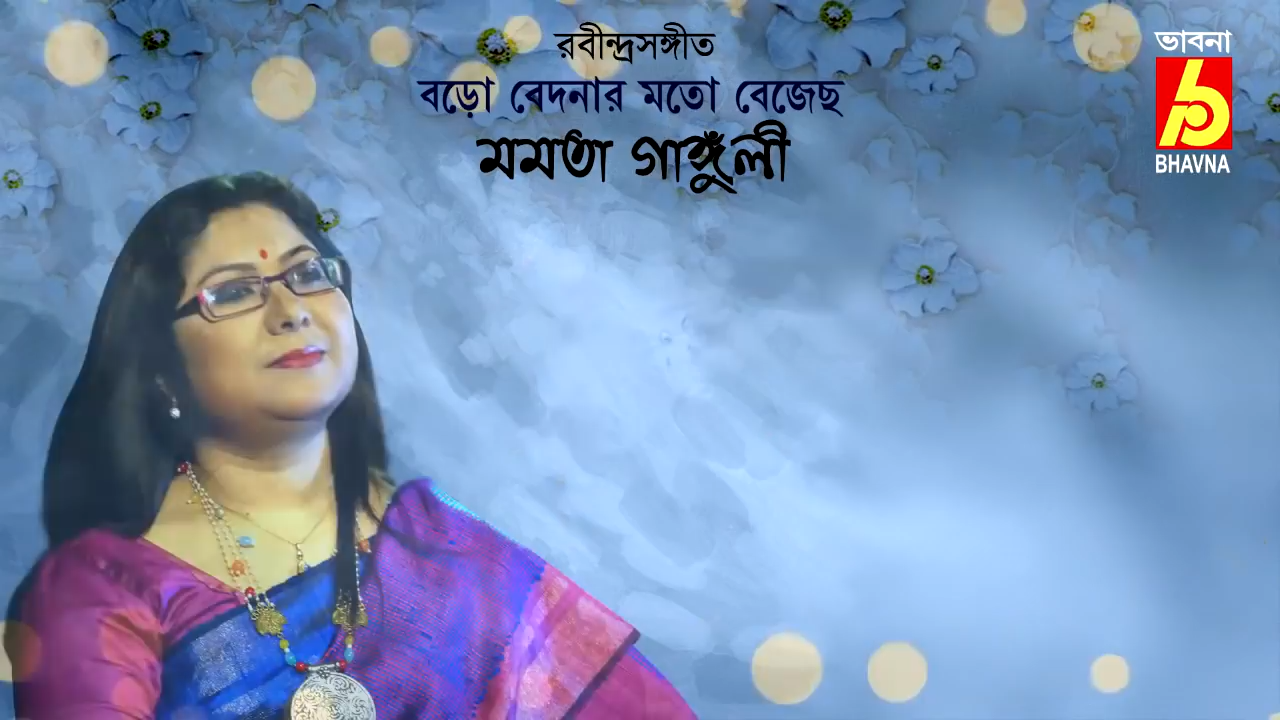 রবীন্দ্রসঙ্গীত
বড়ো বেদনার মতো বেজেছ
মমতা গাঙ্গুলী
ভাবনা
BHAVNA